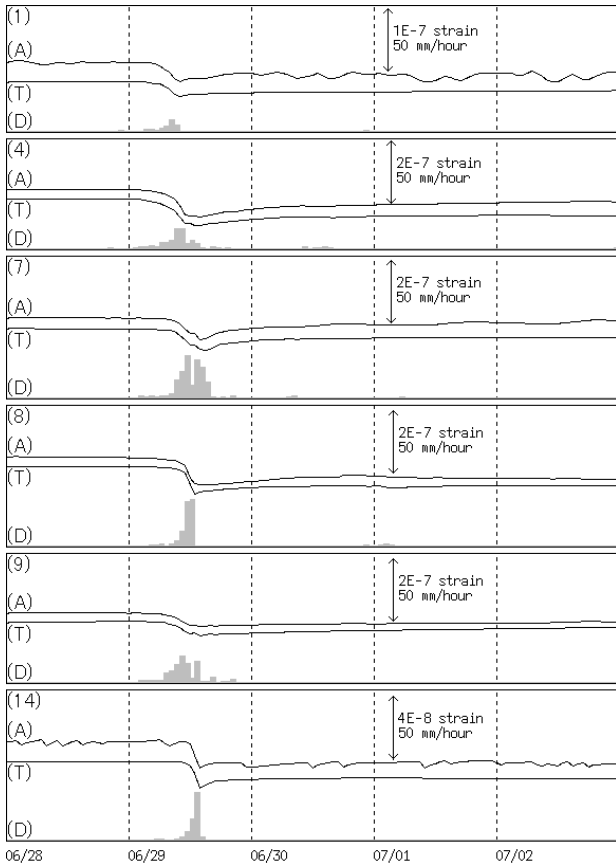 (1)
1E-7 strain
50 mm/hour
(A)
(T)
(D)
(4)
2E-7 strain
50 mm/hour
(A)
(T)
(D)
(7)
2E-7 strain
50 mm/hour
(A)
(T)
(D)
(8)
2E-7 strain
50 mm/hour
(A)
(T)
(D)
(9)
2E-7 strain
50 mm/hour
(A)
(T)
(D)
(14)
4E-8 strain
50 mm/hour
(A)
(T)
(D)
06/28 06/29 06/30 07/01 07/02